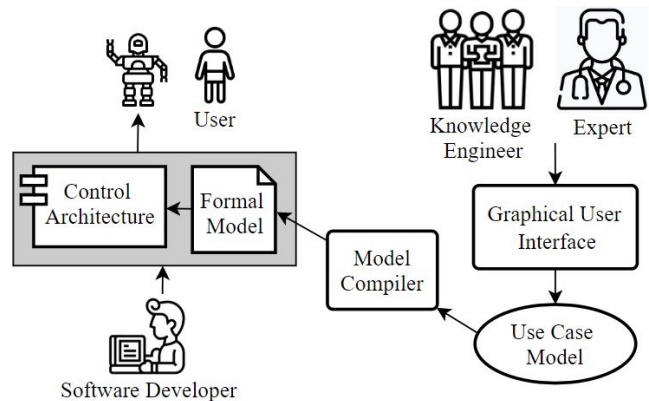 User
Knowledge
Engineer
Expert
Control
Architecture
Formal
Model
Graphical User
Interface
Model
Compiler
Use Case
Model
Software Developer